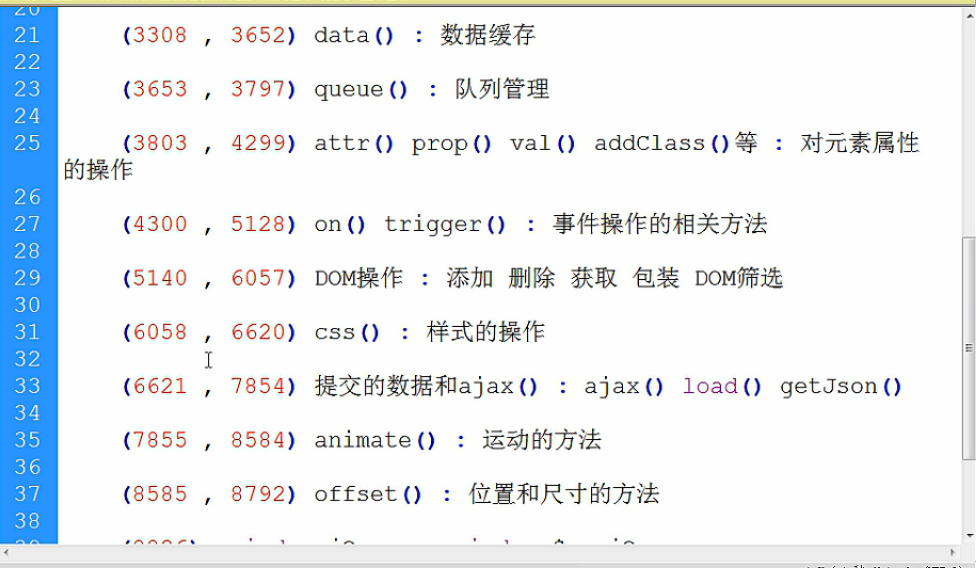 20
21 (3308 , 3652) data() : 数据缓存
22
23 (3653 , 3797) queue() : 队列管理
24
25 (3803 , 4299) attr() prop() val() addClass()等 : 对元素属性
的操作
26
27 (4300 , 5128) on() trigger() : 事件操作的相关方法
28
29 (5140 , 6057) DOM操作 : 添加 删除 获取 包装 DOM筛选
30
31 (6058 , 6620) css() : 样式的操作
32
33 (6621 , 7854) 提交的数据和ajax() : ajax() load() getJson()
34
35 (7855 , 8584) animate() : 运动的方法
36
37 (8585 , 8792) offset() : 位置和尺寸的方法
38